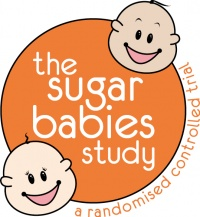 the
sugar
babies
study
a randomised controlled trial